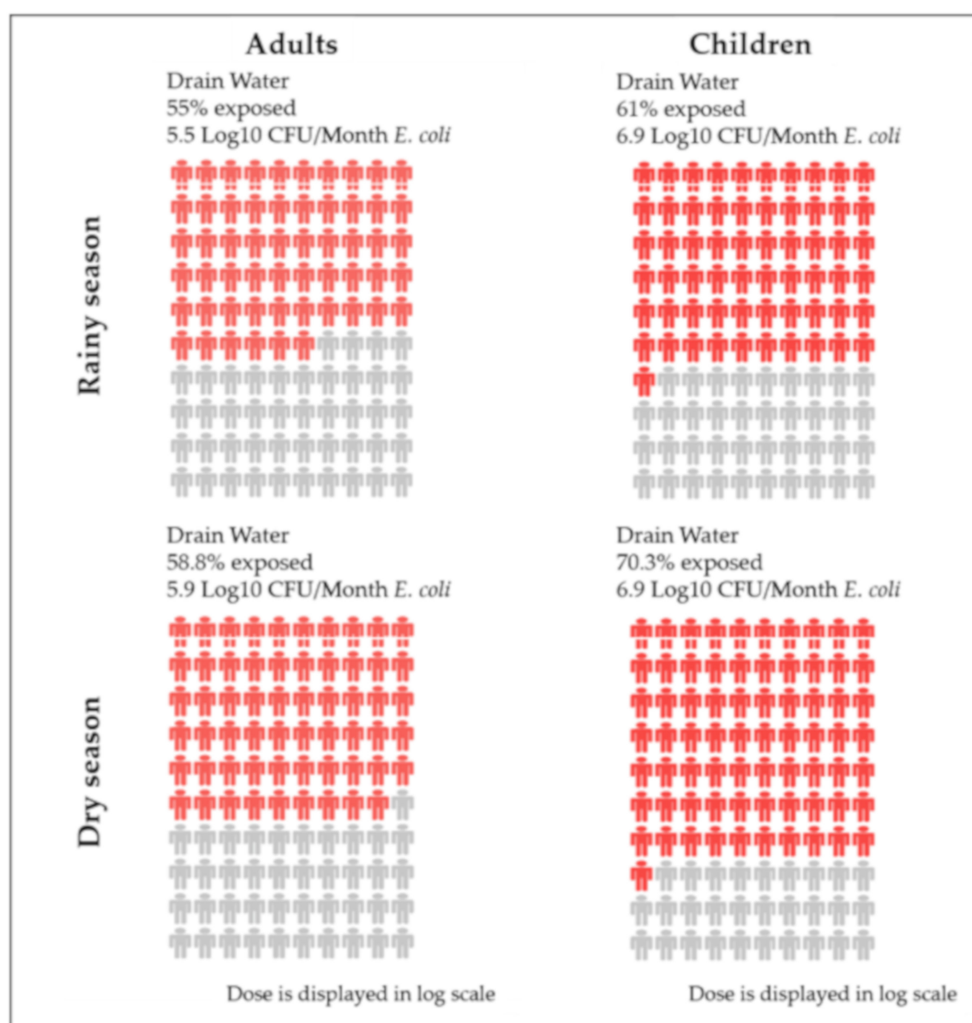 Adults
Children
Drain Water
55% exposed
5.5 Log10 CFU/Month E. coli
Drain Water
61% exposed
6.9 Log10 CFU/Month E. coli
Rainy season
Drain Water
58.8% exposed
5.9 Log10 CFU/Month E. coli
Drain Water
70.3% exposed
6.9 Log10 CFU/Month E. coli
Dry season
Dose is displayed in log scale
Dose is displayed in log scale